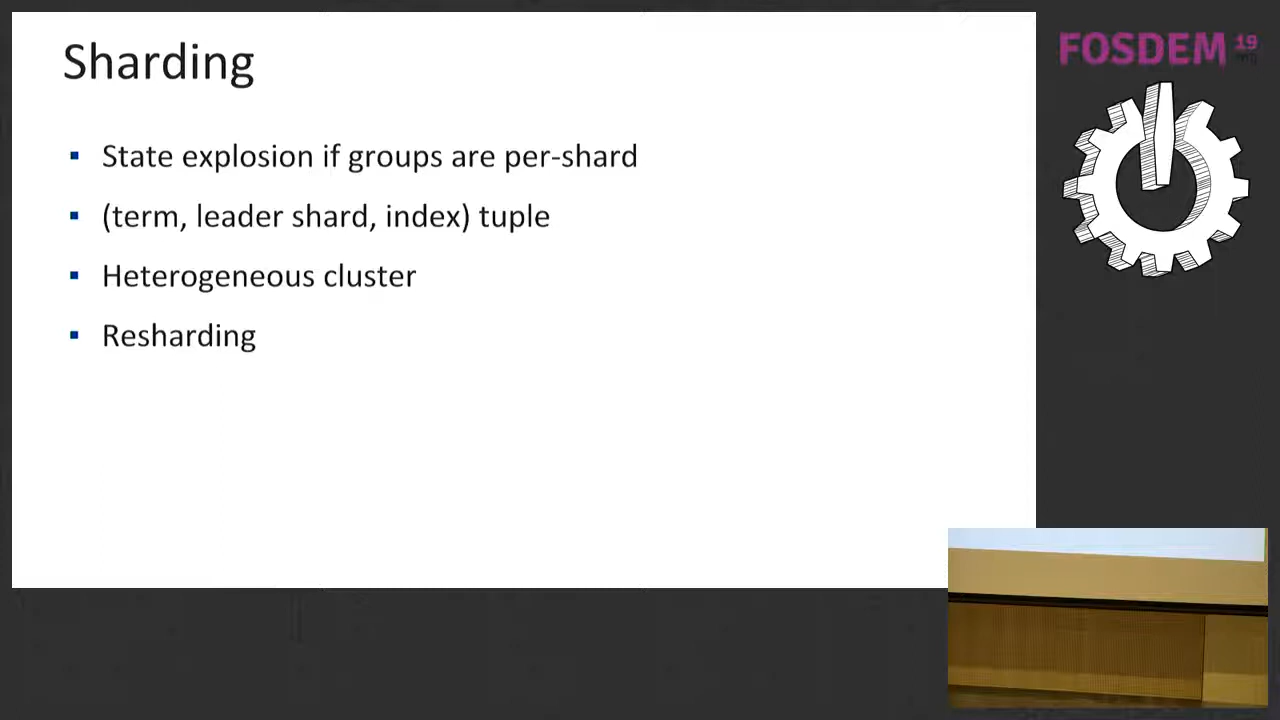 Sharding
▪ State explosion if groups are per-shard
▪ (term, leader shard, index) tuple
▪ Heterogeneous cluster
▪ Resharding
FOSDEM 19